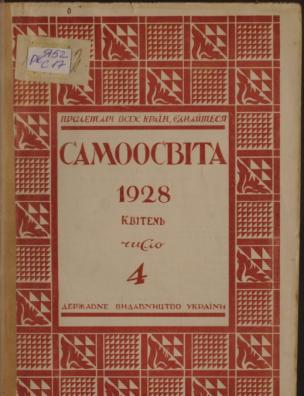 ПРОЛЕТАРІ ВСІХ КРАЇН, ЄДНАЙТЕСЯ
САМООСВІТА
1928
КВІТЕНЬ
число
4
ДЕРЖАВНЕ ВИДАВНИЦТВО УКРАЇНИ